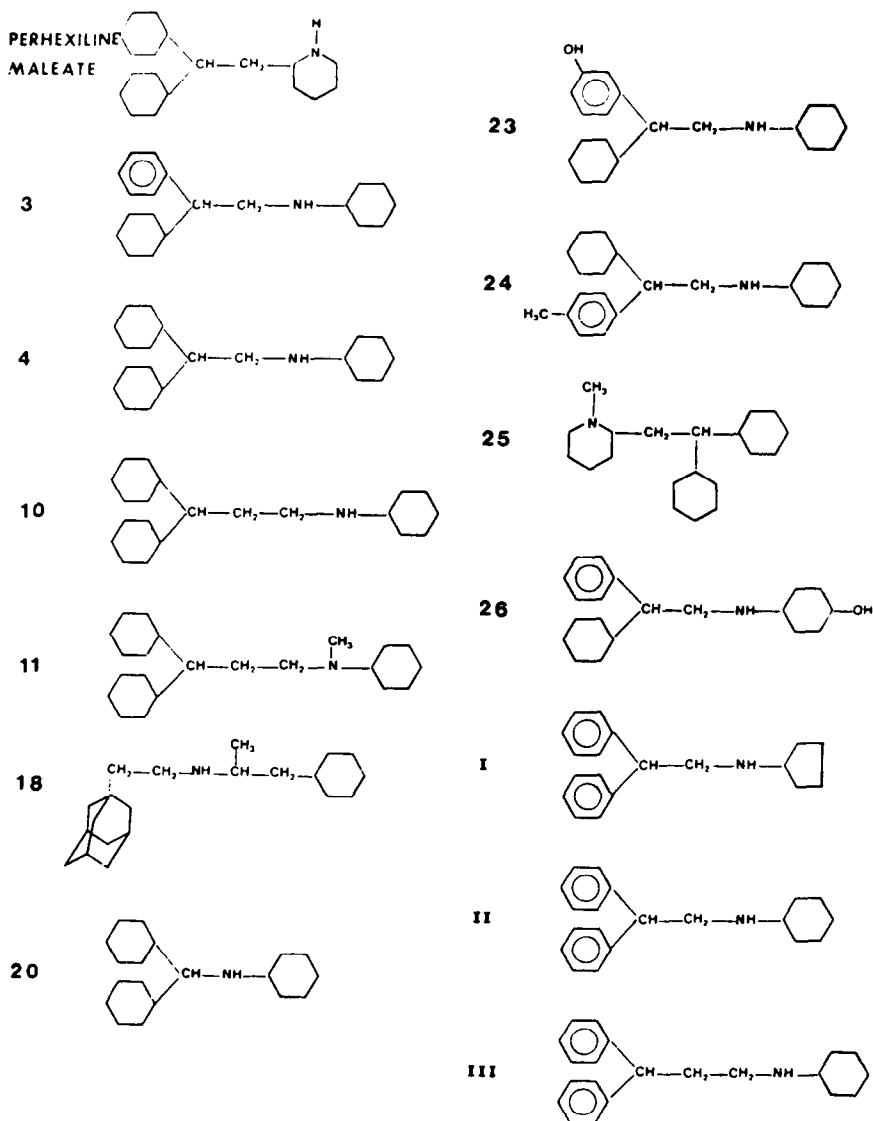 PERHEXILINE
MALEATE
H
N
CH—CH₂
3
CH—CH₂—NH
4
CH—CH₂—NH
10
CH—CH₂—CH₂—NH
11
CH₃
CH—CH₂—CH₂—N
18
CH₃
CH₂—CH₂—NH—CH—CH₂
20
CH—NH
23
OH
CH—CH₂—NH
24
CH—CH₂—NH
H₃C
25
CH₃
N
CH₂—CH
26
CH—CH₂—NH
OH
I
CH—CH₂—NH
II
CH—CH₂—NH
III
CH—CH₂—CH₂—NH